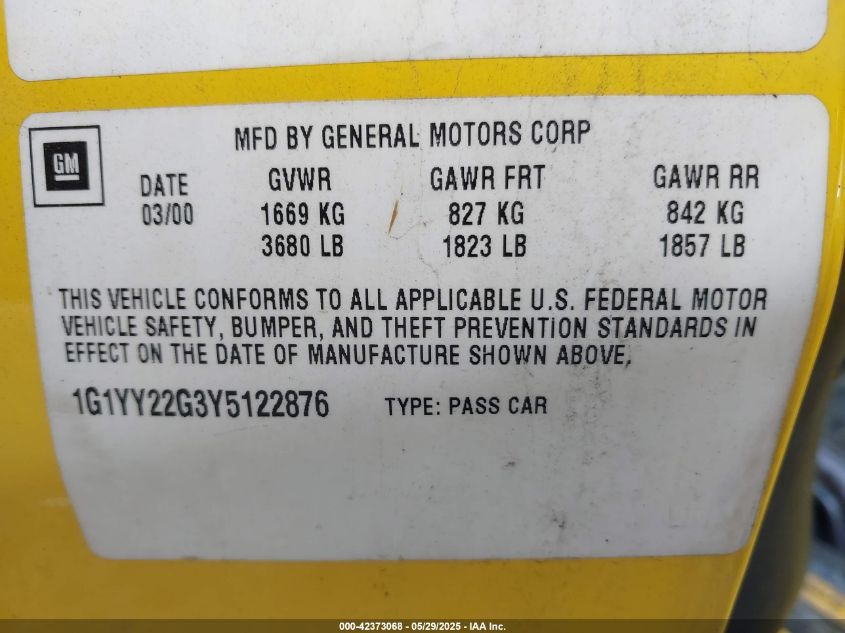 GM
MFD BY GENERAL MOTORS CORP
DATE GVWR GAWR FRT GAWR RR
03/00 1669 KG 827 KG 842 KG
3680 LB 1823 LB 1857 LB
THIS VEHICLE CONFORMS TO ALL APPLICABLE U.S. FEDERAL MOTOR
VEHICLE SAFETY, BUMPER, AND THEFT PREVENTION STANDARDS IN
EFFECT ON THE DATE OF MANUFACTURE SHOWN ABOVE.
1G1YY22G3Y5122876 TYPE: PASS CAR
000-42373068 - 05/29/2025 - IAA Inc.